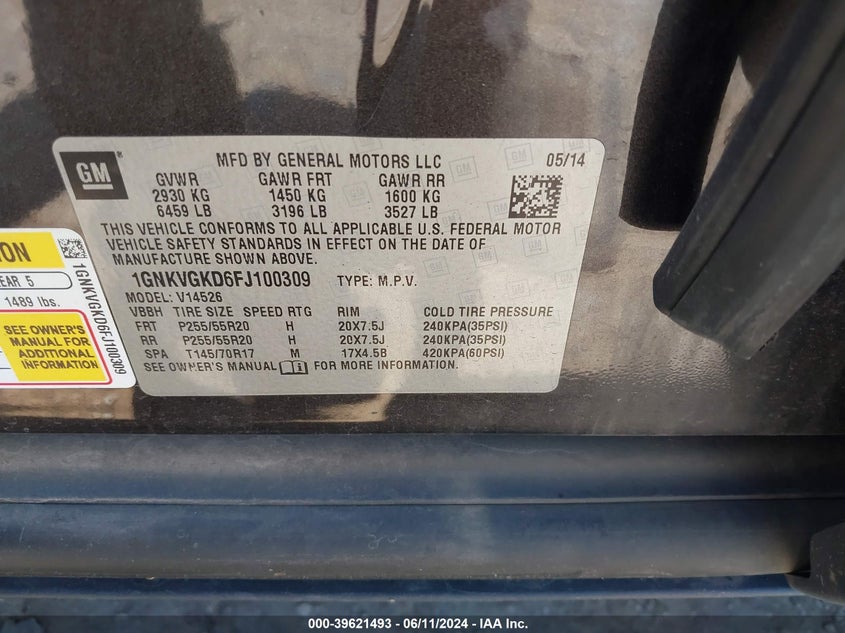 GM
MFD BY GENERAL MOTORS LLC 05/14
GVWR GAWR FRT GAWR RR
2930 KG 1450 KG 1600 KG
6459 LB 3196 LB 3527 LB
THIS VEHICLE CONFORMS TO ALL APPLICABLE U.S. FEDERAL MOTOR
VEHICLE SAFETY STANDARDS IN EFFECT ON THE DATE OF
MANUFACTURE SHOWN ABOVE.
1GNKVGKD6FJ100309 TYPE: M.P.V.
MODEL: V14526
VBBH TIRE SIZE SPEED RTG RIM COLD TIRE PRESSURE
FRT P255/55R20 H 20X7.5J 240KPA(35PSI)
RR P255/55R20 H 20X7.5J 240KPA(35PSI)
SPA T145/70R17 M 17X4.5B 420KPA(60PSI)
SEE OWNER'S MANUAL FOR MORE INFORMATION.
ION
EAR 5
1489 lbs.
SEE OWNER'S
MANUAL FOR
ADDITIONAL
INFORMATION
1GNKVGKD6FJ100309
000-39621493 - 06/11/2024 - IAA Inc.